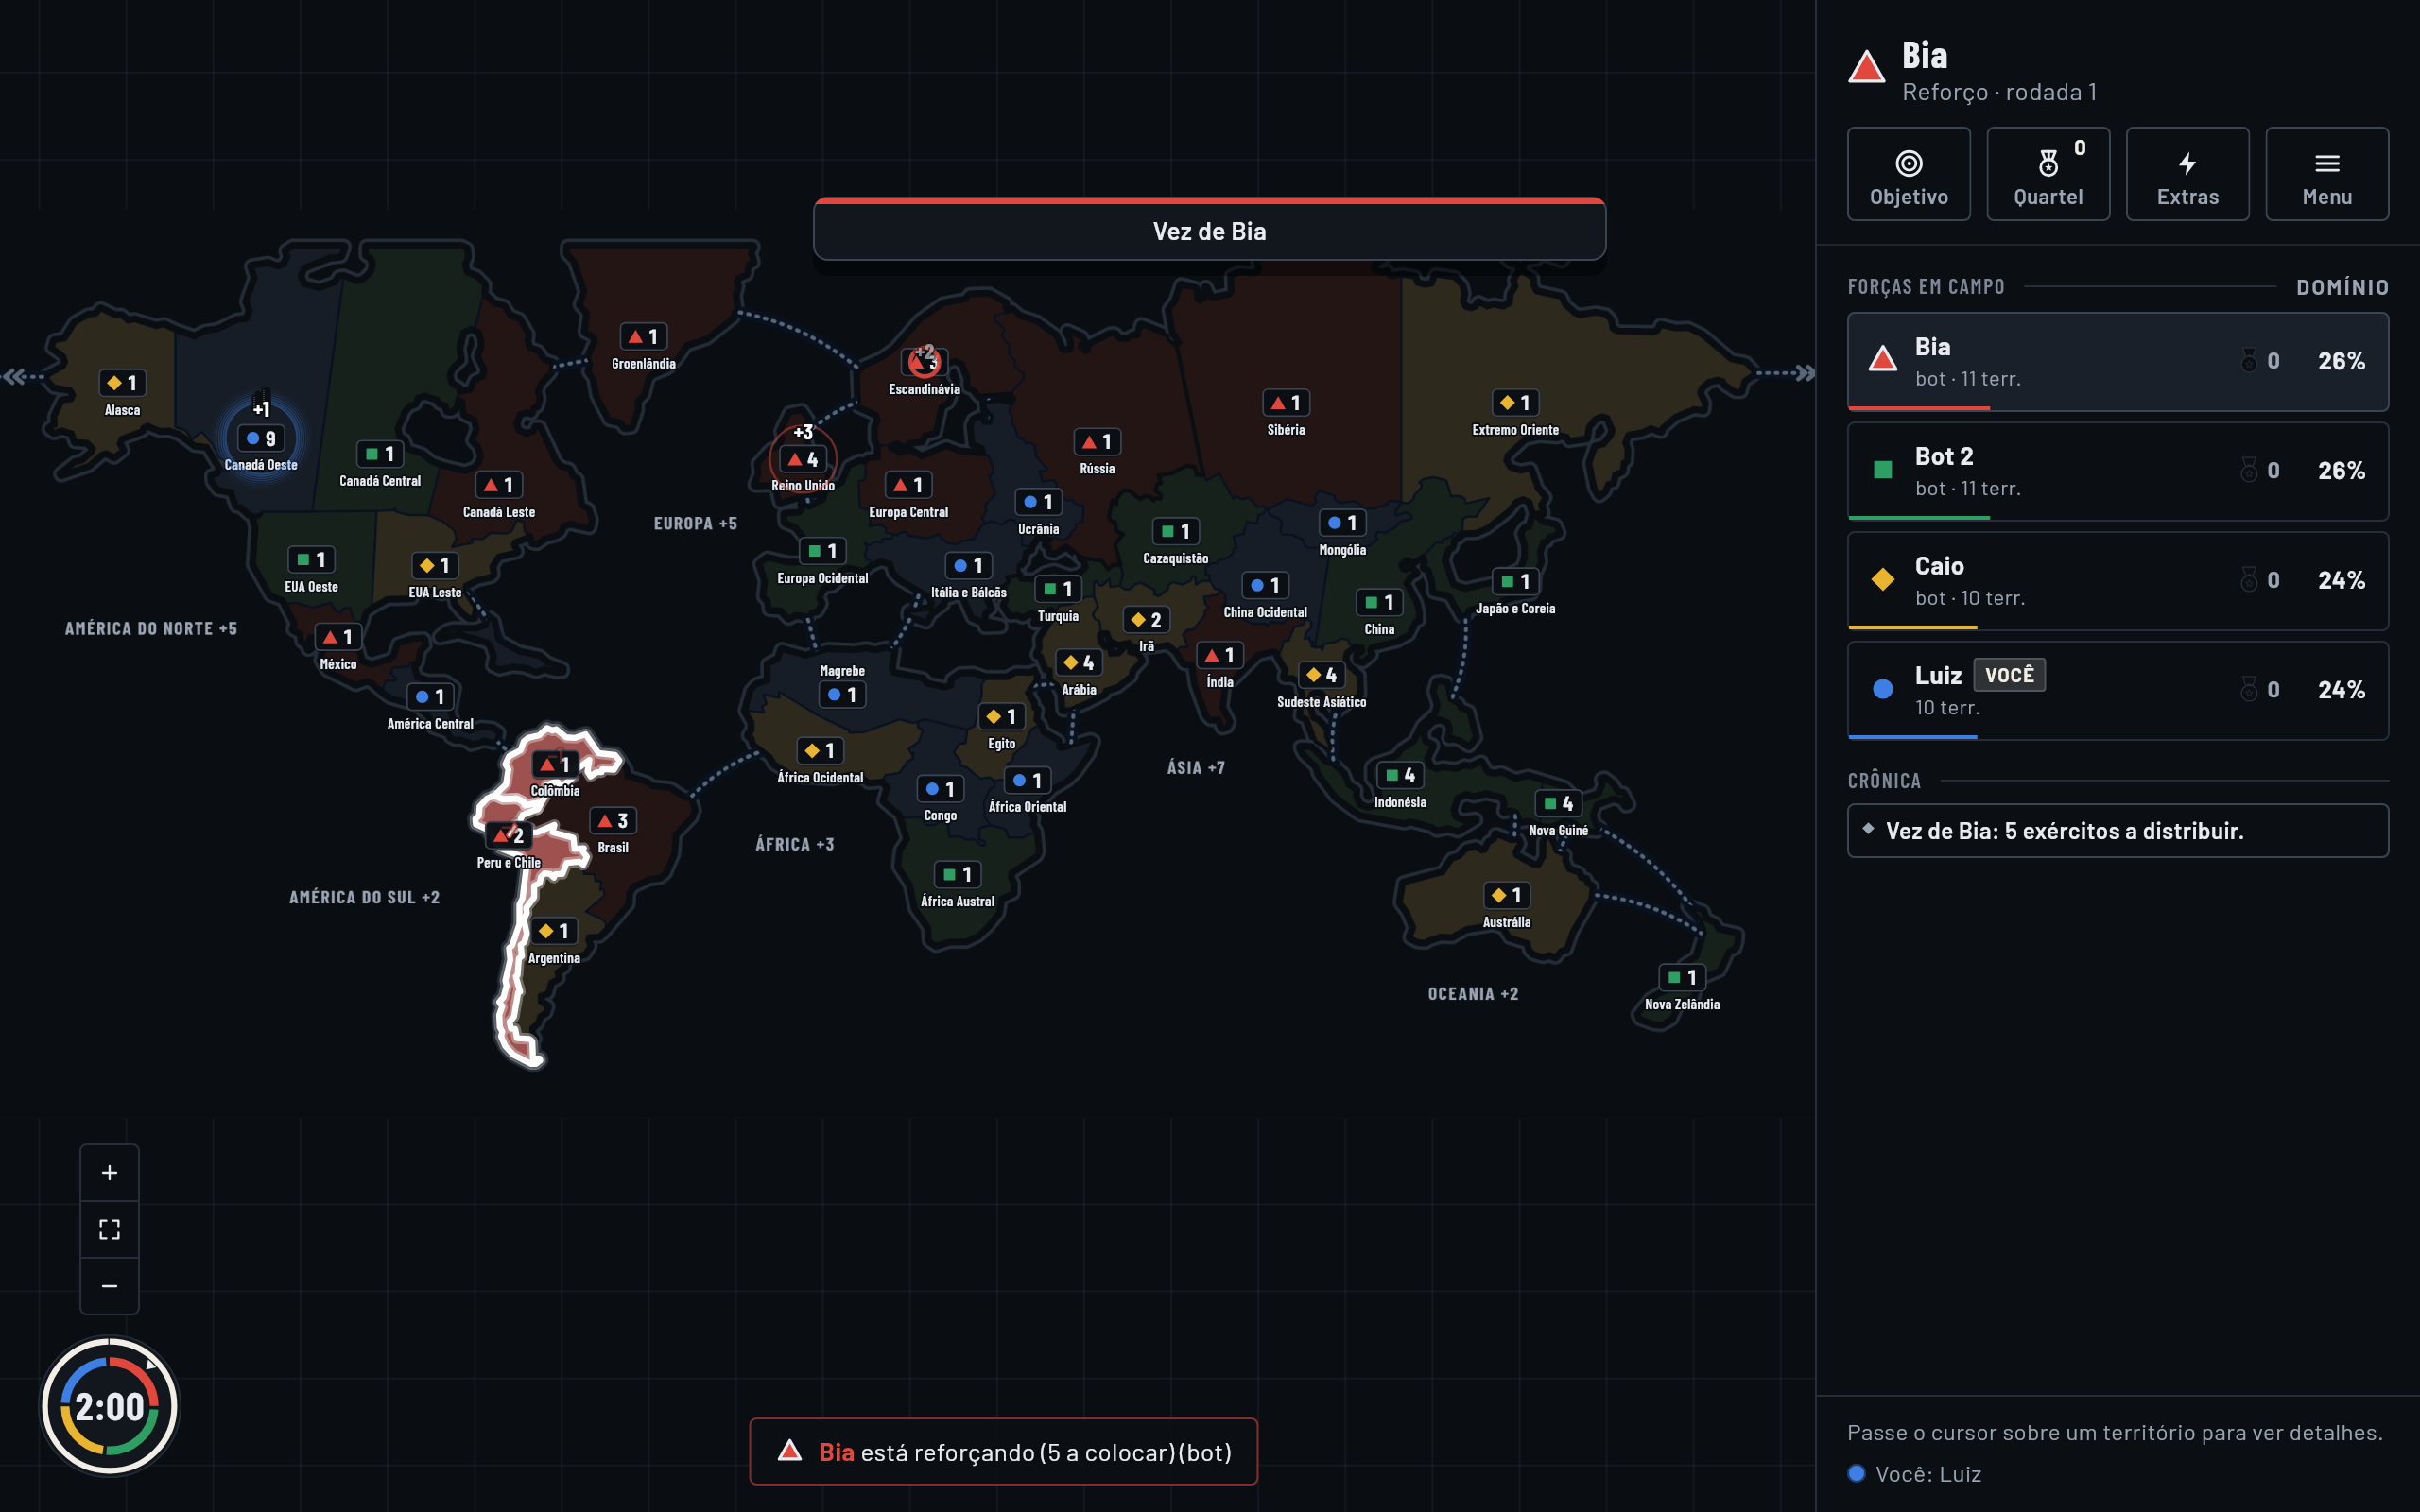 Bia
Reforço · rodada 1
Objetivo
0
Quartel
Extras
Menu
Vez de Bia
FORÇAS EM CAMPO
DOMÍNIO
Bia
bot · 11 terr.
0
26%
Bot 2
bot · 11 terr.
0
26%
Caio
bot · 10 terr.
0
24%
Luiz VOCÊ
10 terr.
0
24%
CRÔNICA
Vez de Bia: 5 exércitos a distribuir.
1
Groenlândia
+2
3
Escandinávia
1
Alasca
+1
9
Canadá Oeste
1
Canadá Central
1
Canadá Leste
+3
4
Reino Unido
1
Europa Central
1
Rússia
1
Sibéria
1
Extremo Oriente
EUROPA +5
1
Ucrânia
1
Mongólia
1
Cazaquistão
1
EUA Oeste
1
EUA Leste
1
Europa Ocidental
1
Itália e Bálcãs
1
Turquia
1
China Ocidental
1
China
1
Japão e Coreia
2
Irã
AMÉRICA DO NORTE +5
1
México
Magrebe
1
4
Arábia
1
Índia
4
Sudeste Asiático
1
América Central
1
Egito
1
África Ocidental
1
Colômbia
ÁSIA +7
1
Congo
1
África Oriental
4
Indonésia
4
Nova Guiné
3
Brasil
2
Peru e Chile
ÁFRICA +3
AMÉRICA DO SUL +2
1
África Austral
1
Austrália
1
Argentina
OCEANIA +2
1
Nova Zelândia
+
−
2:00
Bia está reforçando (5 a colocar) (bot)
Passe o cursor sobre um território para ver detalhes.
Você: Luiz